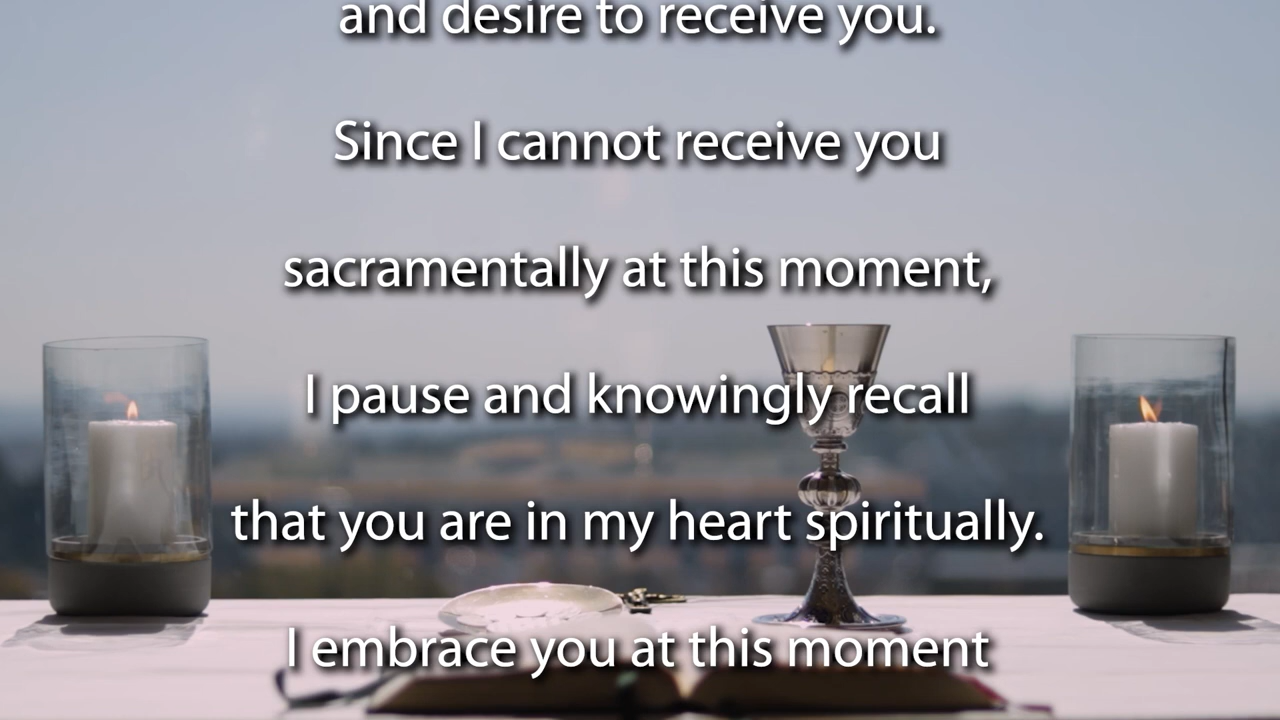 and desire to receive you.
Since I cannot receive you
sacramentally at this moment,
I pause and knowingly recall
that you are in my heart spiritually.
I embrace you at this moment